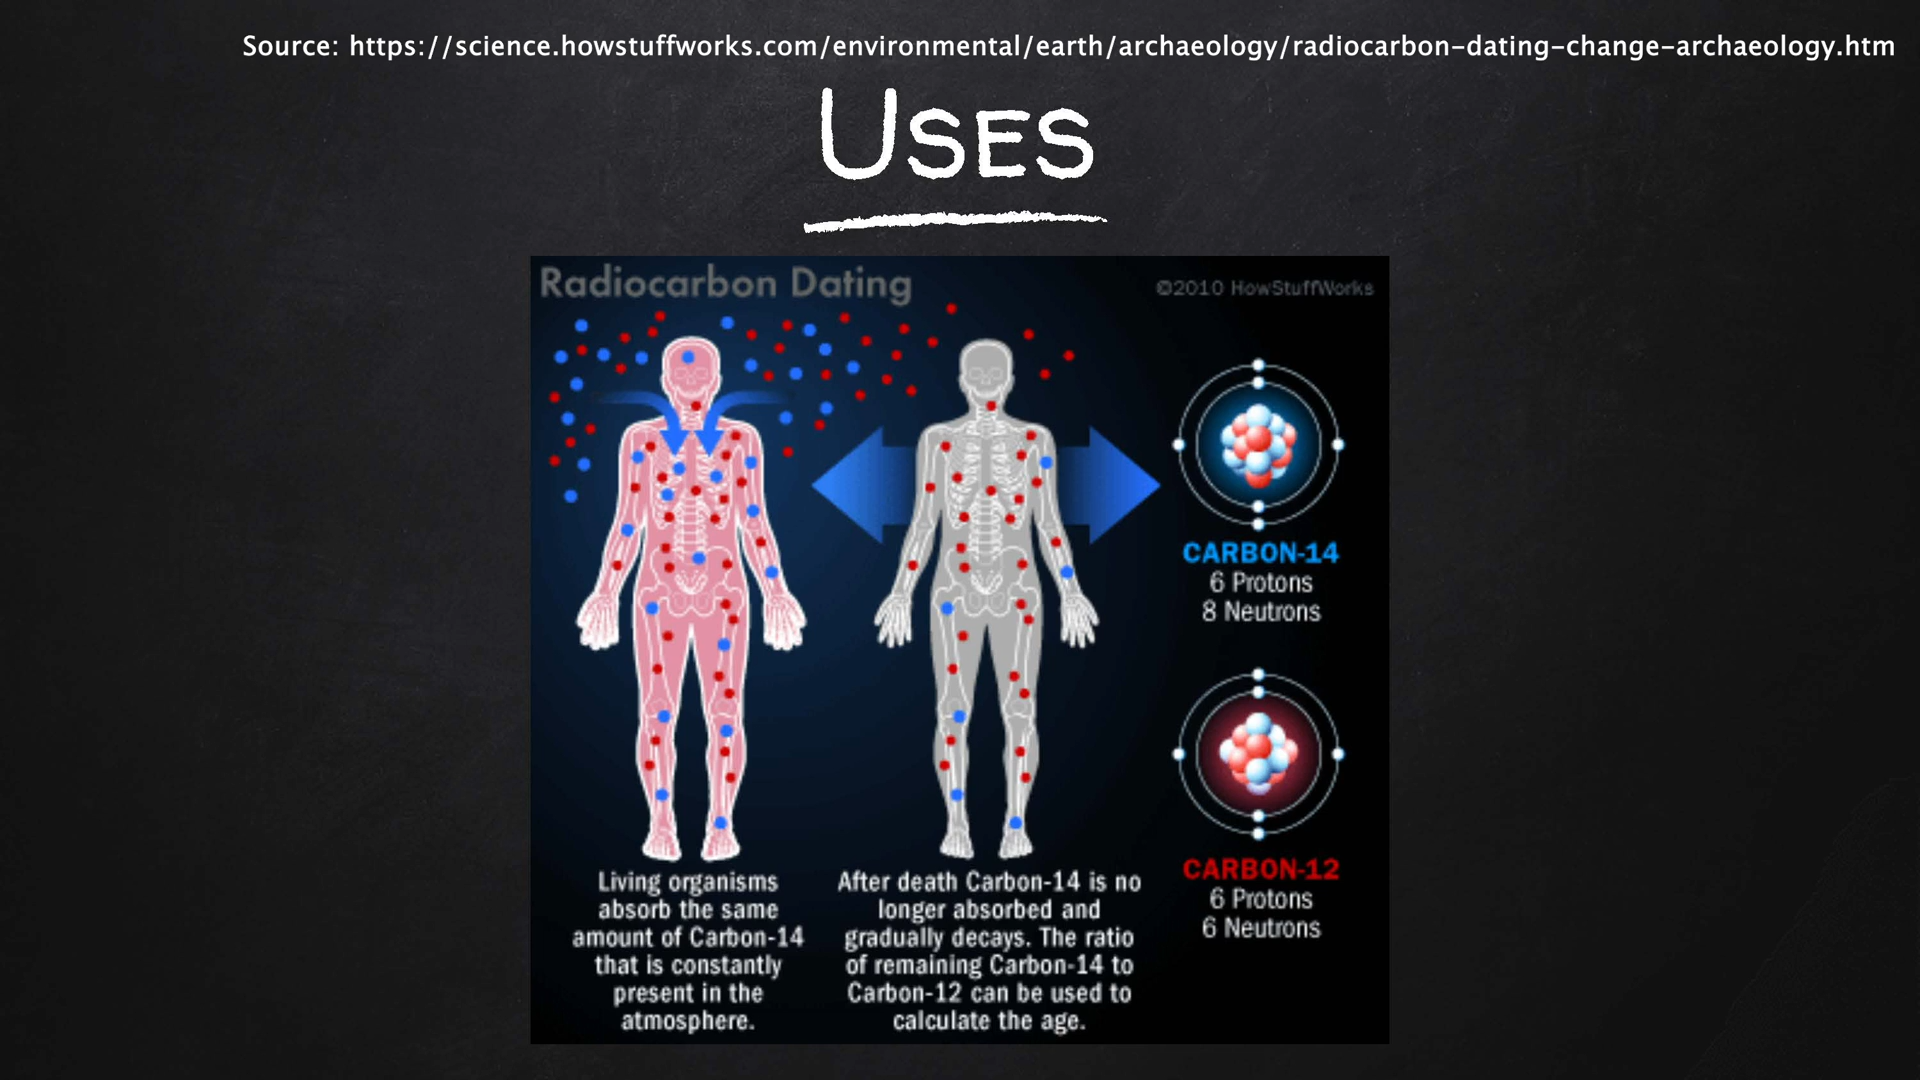 Source: https://science.howstuffworks.com/environmental/earth/archaeology/radiocarbon-dating-change-archaeology.htm
USES
Radiocarbon Dating
©2010 HowStuffWorks
CARBON-14
6 Protons
8 Neutrons
CARBON-12
6 Protons
6 Neutrons
Living organisms
absorb the same
amount of Carbon-14
that is constantly
present in the
atmosphere.
After death Carbon-14 is no
longer absorbed and
gradually decays. The ratio
of remaining Carbon-14 to
Carbon-12 can be used to
calculate the age.